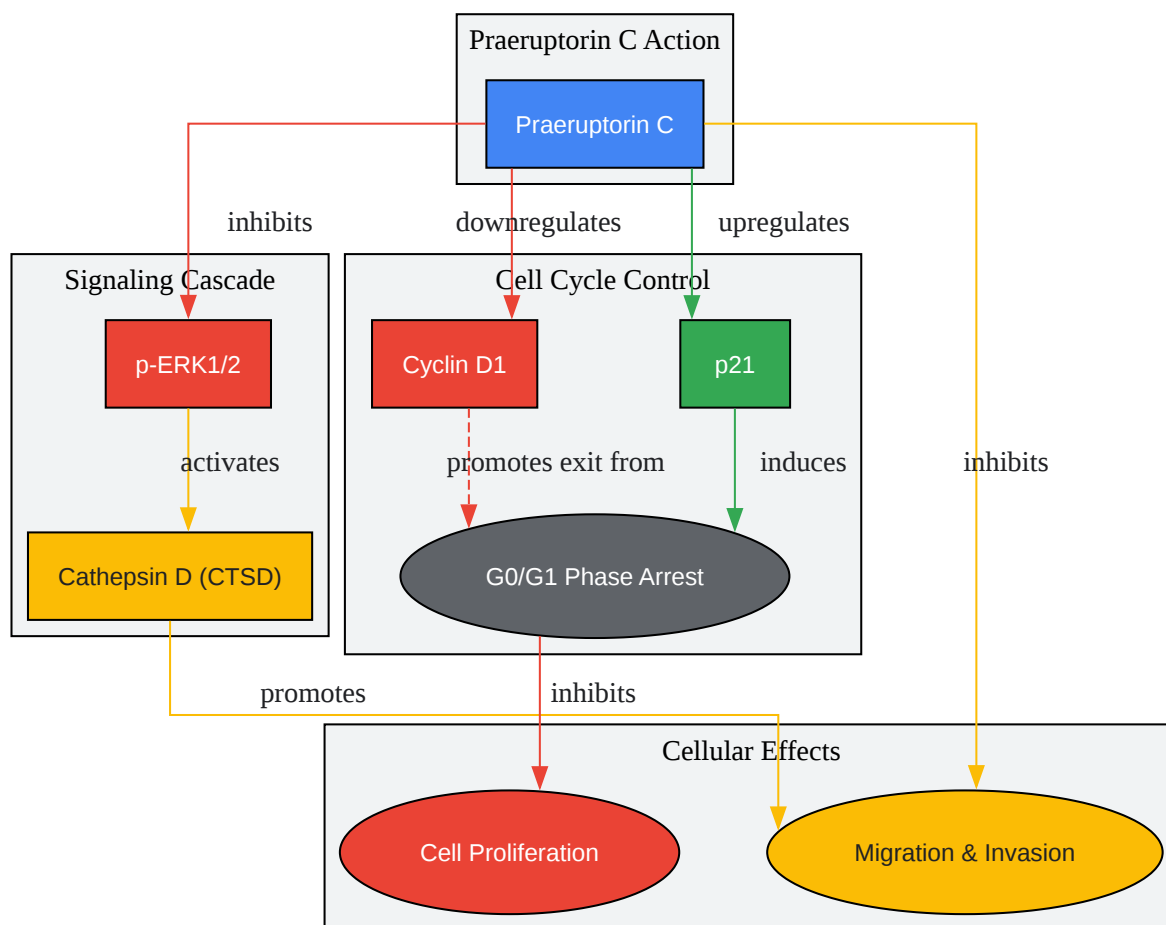 Praeruptorin C Action
Praeruptorin C
inhibits
downregulates
upregulates
Signaling Cascade
Cell Cycle Control
p-ERK1/2
Cyclin D1
p21
activates
promotes exit from
induces
inhibits
Cathepsin D (CTSD)
G0/G1 Phase Arrest
promotes
inhibits
Cellular Effects
Cell Proliferation
Migration & Invasion